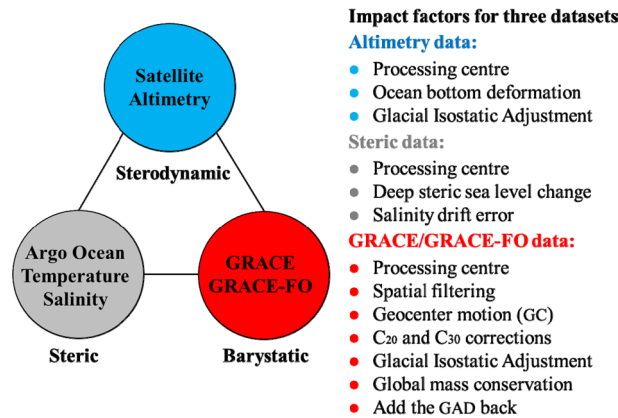 Satellite
Altimetry
Sterodynamic
Argo Ocean
Temperature
Salinity
Steric
GRACE
GRACE-FO
Barystatic
Impact factors for three datasets
Altimetry data:
Processing centre
Ocean bottom deformation
Glacial Isostatic Adjustment
Steric data:
Processing centre
Deep steric sea level change
Salinity drift error
GRACE/GRACE-FO data:
Processing centre
Spatial filtering
Geocenter motion (GC)
C20 and C30 corrections
Glacial Isostatic Adjustment
Global mass conservation
Add the GAD back